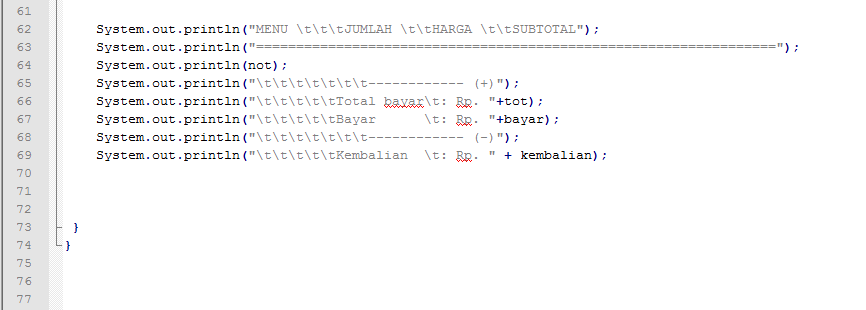 61
62 System.out.println("MENU \t\t\tJUMLAH \t\tHARGA \t\tSUBTOTAL");
63 System.out.println("=================================================================");
64 System.out.println(not);
65 System.out.println("\t\t\t\t\t\t\t------------ (+)");
66 System.out.println("\t\t\t\t\tTotal bayar\t: Rp. "+tot);
67 System.out.println("\t\t\t\t\tBayar      \t: Rp. "+bayar);
68 System.out.println("\t\t\t\t\t\t\t------------ (-)");
69 System.out.println("\t\t\t\t\tKembalian  \t: Rp. " + kembalian);
70
71
72
73 }
74 }
75
76
77